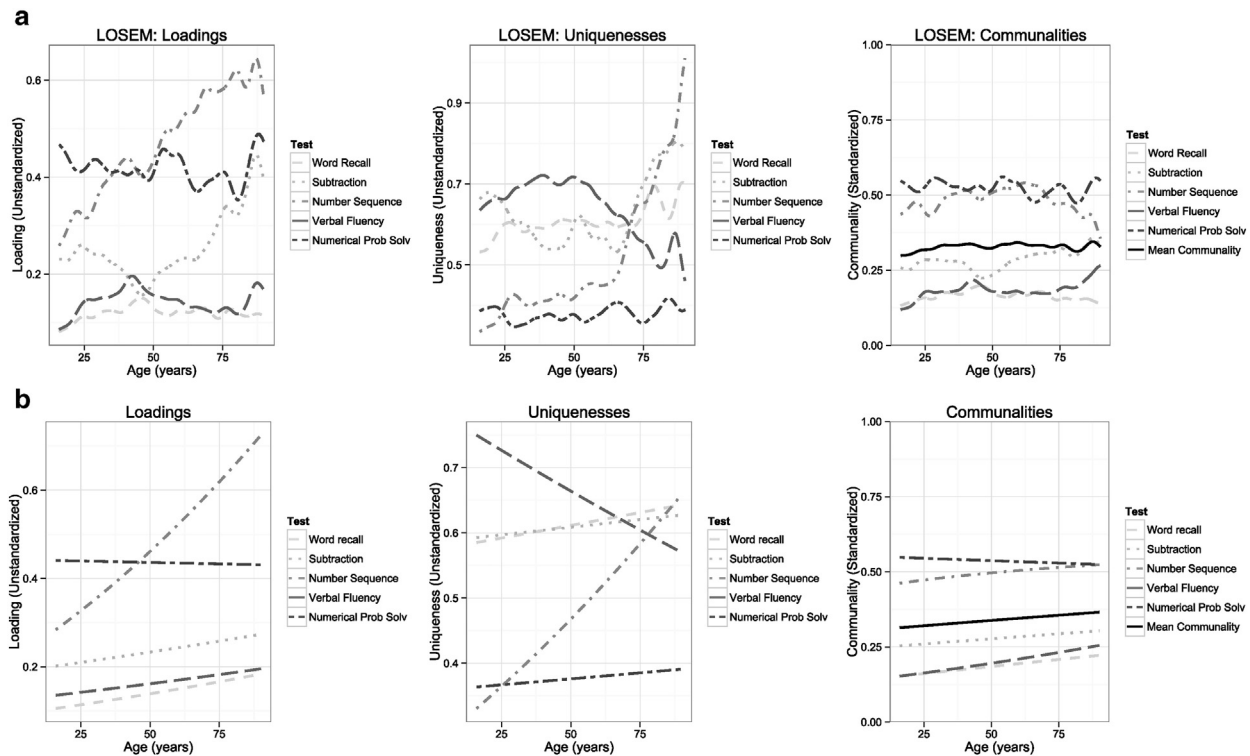 a
LOSEM: Loadings
Loading (Unstandardized)
0.6
0.4
0.2
25
50
75
Age (years)
Test
Word Recall
Subtraction
Number Sequence
Verbal Fluency
Numerical Prob Solv
LOSEM: Uniquenesses
Uniqueness (Unstandardized)
0.9
0.7
0.5
25
50
75
Age (years)
Test
Word Recall
Subtraction
Number Sequence
Verbal Fluency
Numerical Prob Solv
LOSEM: Communalities
Communality (Standardized)
1.00
0.75
0.50
0.25
0.00
25
50
75
Age (years)
Test
Word Recall
Subtraction
Number Sequence
Verbal Fluency
Numerical Prob Solv
Mean Communality
b
Loadings
Loading (Unstandardized)
0.6
0.4
0.2
25
50
75
Age (years)
Test
Word recall
Subtraction
Number Sequence
Verbal Fluency
Numerical Prob Solv
Uniquenesses
Uniqueness (Unstandardized)
0.7
0.6
0.5
0.4
25
50
75
Age (years)
Test
Word recall
Subtraction
Number Sequence
Verbal Fluency
Numerical Prob Solv
Communalities
Communality (Standardized)
1.00
0.75
0.50
0.25
0.00
25
50
75
Age (years)
Test
Word recall
Subtraction
Number Sequence
Verbal Fluency
Numerical Prob Solv
Mean Communality